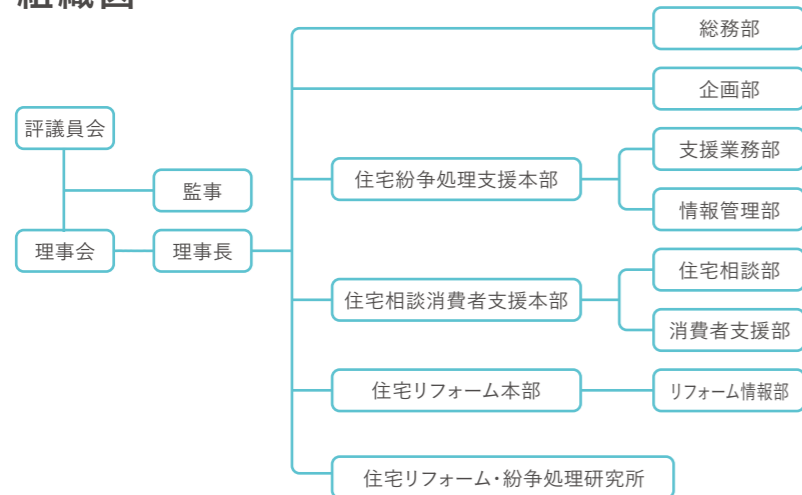 組織図
総務部
企画部
評議員会
支援業務部
住宅紛争処理支援本部
監事
情報管理部
理事会
理事長
住宅相談部
住宅相談消費者支援本部
消費者支援部
住宅リフォーム本部
リフォーム情報部
住宅リフォーム・紛争処理研究所